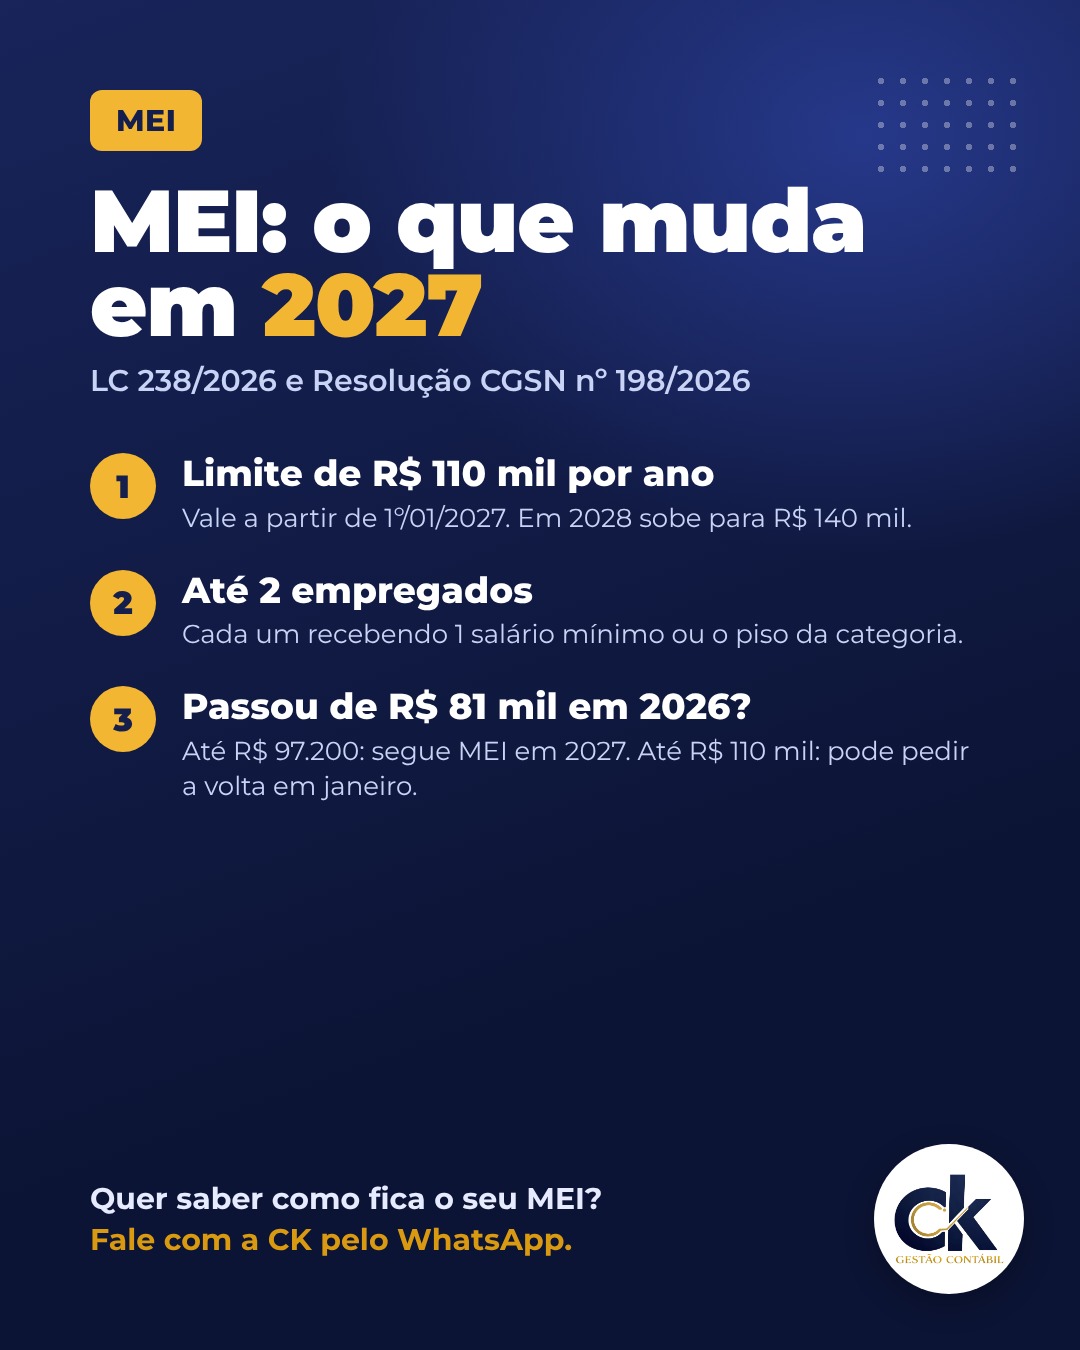 MEI
MEI: o que muda
em 2027
LC 238/2026 e Resolução CGSN nº 198/2026
1
Limite de R$ 110 mil por ano
Vale a partir de 1º/01/2027. Em 2028 sobe para R$ 140 mil.
2
Até 2 empregados
Cada um recebendo 1 salário mínimo ou o piso da categoria.
3
Passou de R$ 81 mil em 2026?
Até R$ 97.200: segue MEI em 2027. Até R$ 110 mil: pode pedir
a volta em janeiro.
Quer saber como fica o seu MEI?
Fale com a CK pelo WhatsApp.
ck
GESTÃO CONTÁBIL